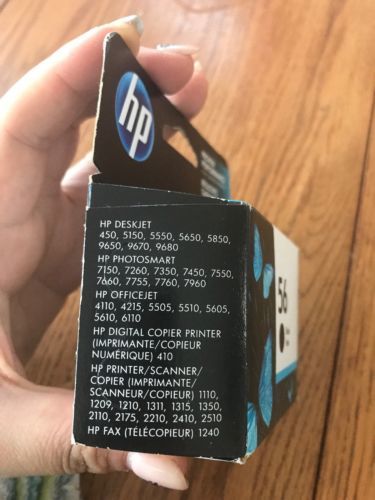 hp
HP DESKJET
450, 5150, 5550, 5650, 5850,
9650, 9670, 9680
HP PHOTOSMART
7150, 7260, 7350, 7450, 7550,
7660, 7755, 7760, 7960
HP OFFICEJET
4110, 4215, 5505, 5510, 5605,
5610, 6110
HP DIGITAL COPIER PRINTER
(IMPRIMANTE/COPIEUR
NUMÉRIQUE) 410
HP PRINTER/SCANNER/
COPIER (IMPRIMANTE/
SCANNEUR/COPIEUR) 1110,
1209, 1210, 1311, 1315, 1350,
2110, 2175, 2210, 2410, 2510
HP FAX (TÉLÉCOPIEUR) 1240
56